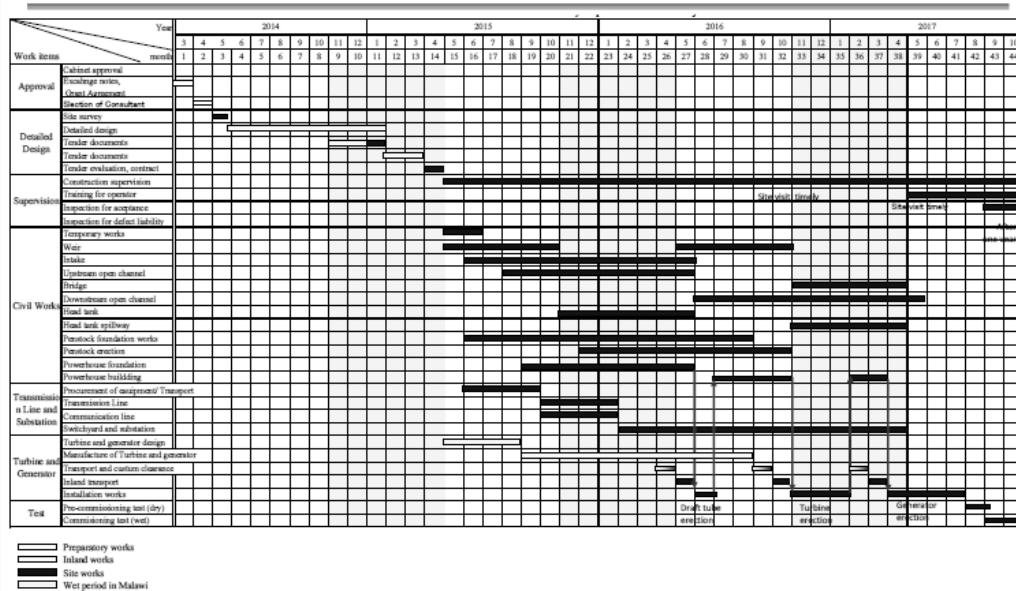 Year 2014 2015 2016 2017
3 4 5 6 7 8 9 10 11 12 1 2 3 4 5 6 7 8 9 10 11 12 1 2 3 4 5 6 7 8 9 10 11 12 1 2 3 4 5 6 7 8 9 10
Work items month 1 2 3 4 5 6 7 8 9 10 11 12 13 14 15 16 17 18 19 20 21 22 23 24 25 26 27 28 29 30 31 32 33 34 35 36 37 38 39 40 41 42 43 44
Approval
Cabinet approval
Excahnge notes,
Grant Agreement
Slection of Consultant
Detailed
Design
Site survey
Detailed design
Tender documents
Tender documents
Tender evaluation, contract
Supervision
Construction supervision
Training for operator
Site visit timely
Inspection for aceptance
Site visit timely
Inspection for defect liability
After
one year
Civil Works
Temporary works
Weir
Intake
Upstream open channel
Bridge
Downstream open channel
Head tank
Head tank spillway
Penstock foundation works
Penstock erection
Powerhouse foundation
Powerhouse buildding
Transmissio
n Line and
Substation
Procurement of equipment/ Transport
Transmission Line
Communication line
Switchyard and substation
Turbine and
Generator
Turbine and generator design
Manufacture of Turbine and generator
Transport and custum clearance
Inland transport
Installation works
Test
Pre-commissioning test (dry)
Commisioning test (wet)
Draft tube
erection
Turbine
erection
Generator
erection
Preparatory works
Inland works
Site works
Wet period in Malawi